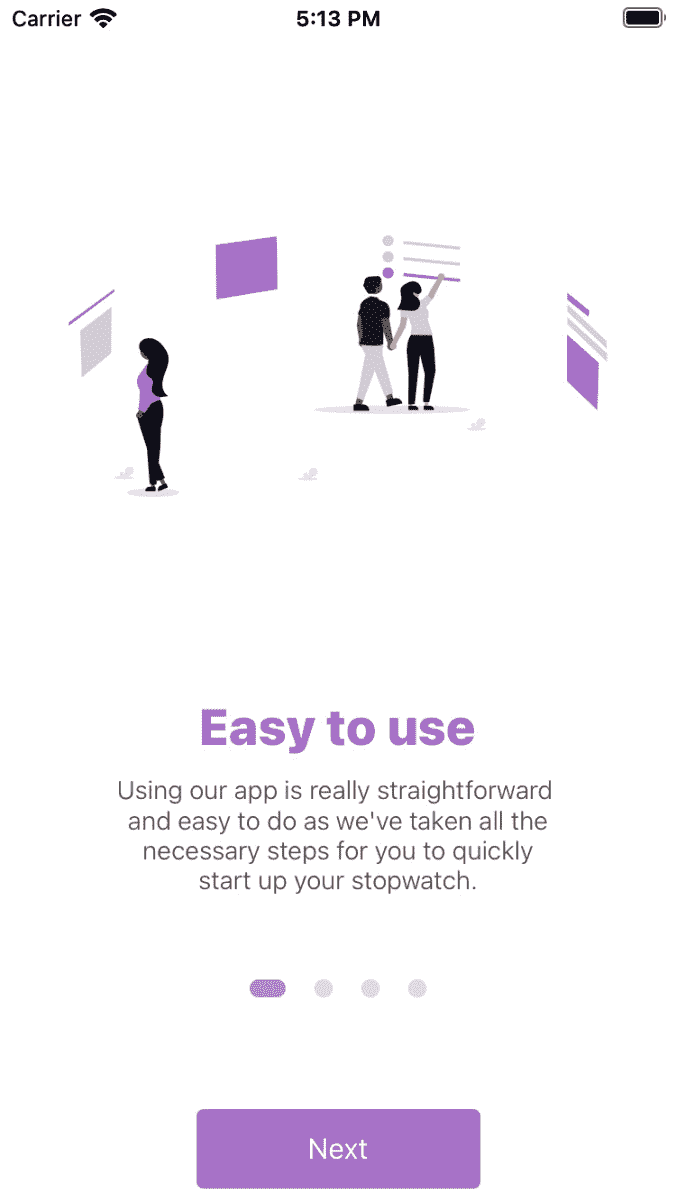 Carrier 5:13 PM
Easy to use
Using our app is really straightforward
and easy to do as we've taken all the
necessary steps for you to quickly
start up your stopwatch.
Next